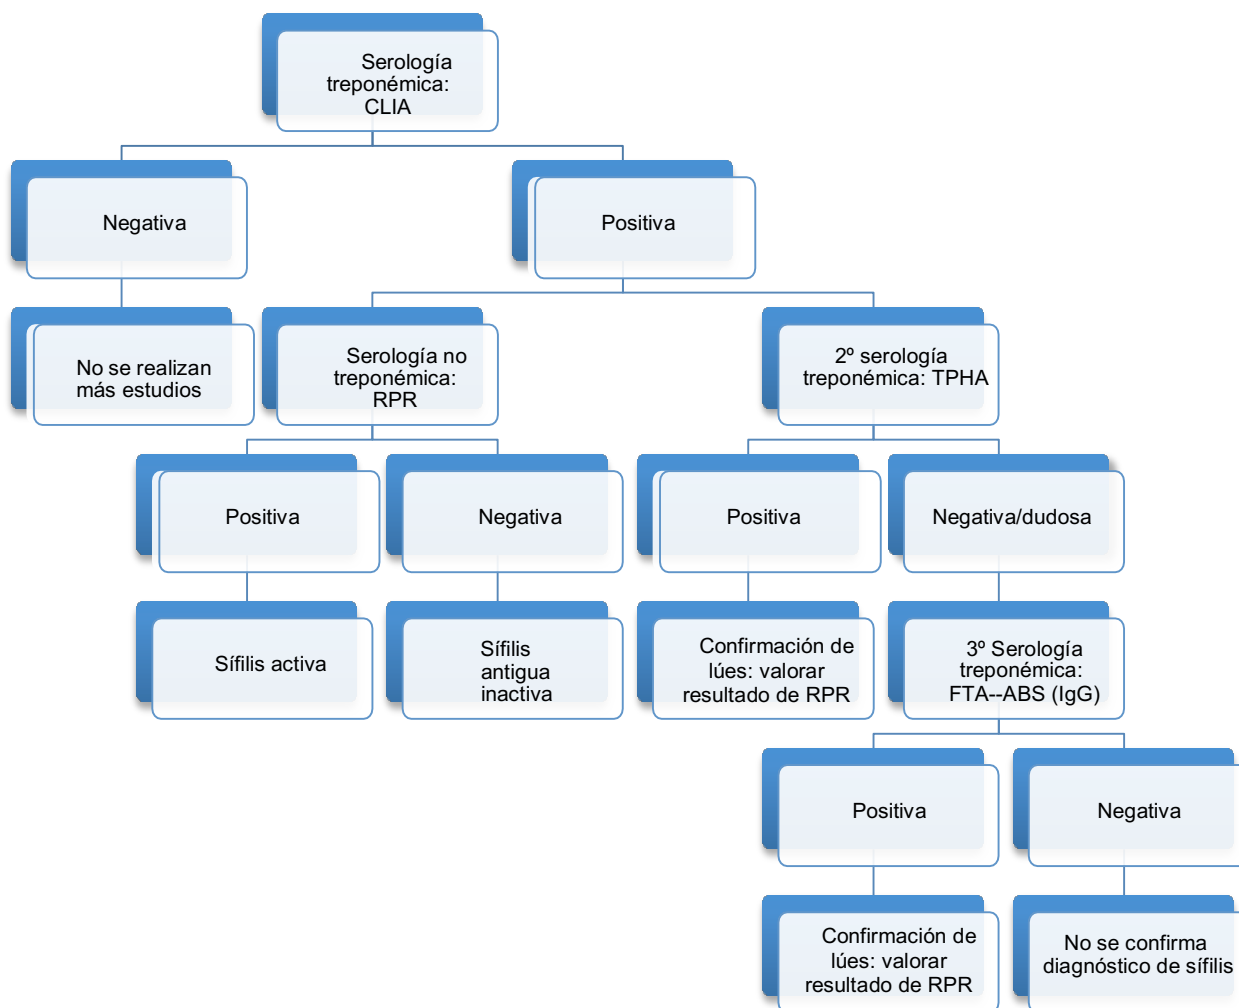 Serología
treponémica:
CLIA
Negativa
Positiva
No se realizan
más estudios
Serología no
treponémica:
RPR
2º serología
treponémica: TPHA
Positiva
Negativa
Positiva
Negativa/dudosa
Sífilis activa
Sífilis
antigua
inactiva
Confirmación de
lúes: valorar
resultado de RPR
3º Serología
treponémica:
FTA--ABS (IgG)
Positiva
Negativa
Confirmación de
lúes: valorar
resultado de RPR
No se confirma
diagnóstico de sífilis